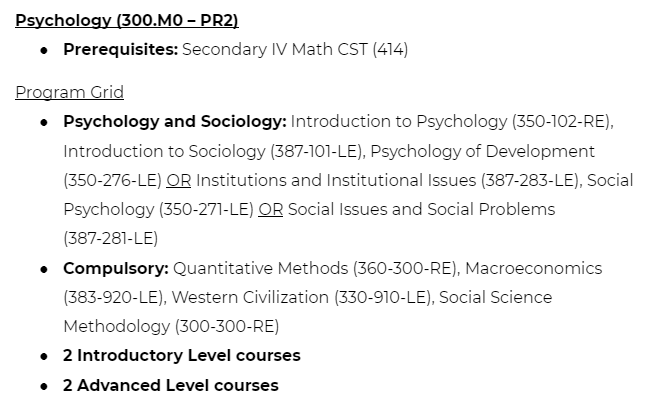 Psychology (300.M0 – PR2)
● Prerequisites: Secondary IV Math CST (414)
Program Grid
● Psychology and Sociology: Introduction to Psychology (350-102-RE),
Introduction to Sociology (387-101-LE), Psychology of Development
(350-276-LE) OR Institutions and Institutional Issues (387-283-LE), Social
Psychology (350-271-LE) OR Social Issues and Social Problems
(387-281-LE)
● Compulsory: Quantitative Methods (360-300-RE), Macroeconomics
(383-920-LE), Western Civilization (330-910-LE), Social Science
Methodology (300-300-RE)
● 2 Introductory Level courses
● 2 Advanced Level courses